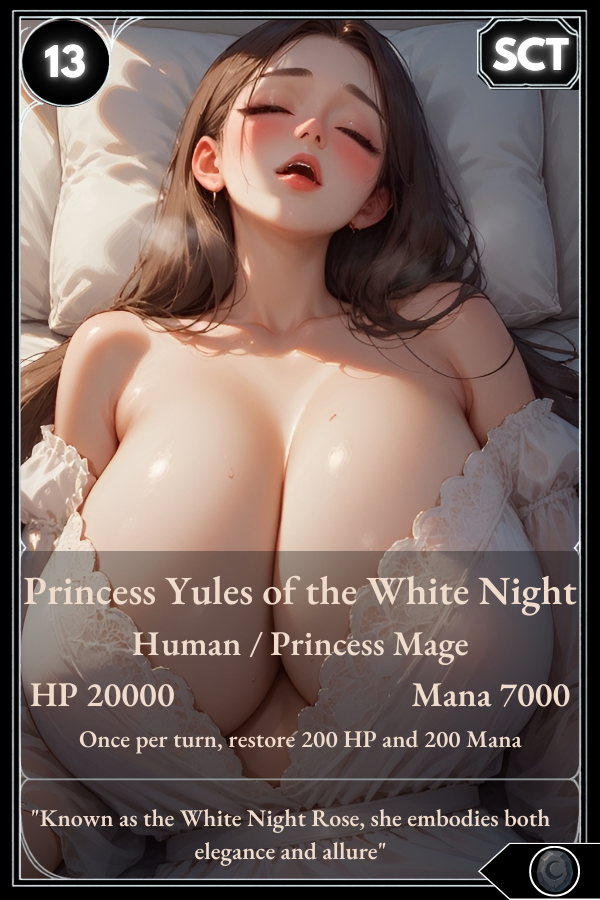 13
SCT
Princess Yules of the White Night
Human / Princess Mage
HP 20000 Mana 7000
Once per turn, restore 200 HP and 200 Mana
"Known as the White Night Rose, she embodies both
elegance and allure"
C